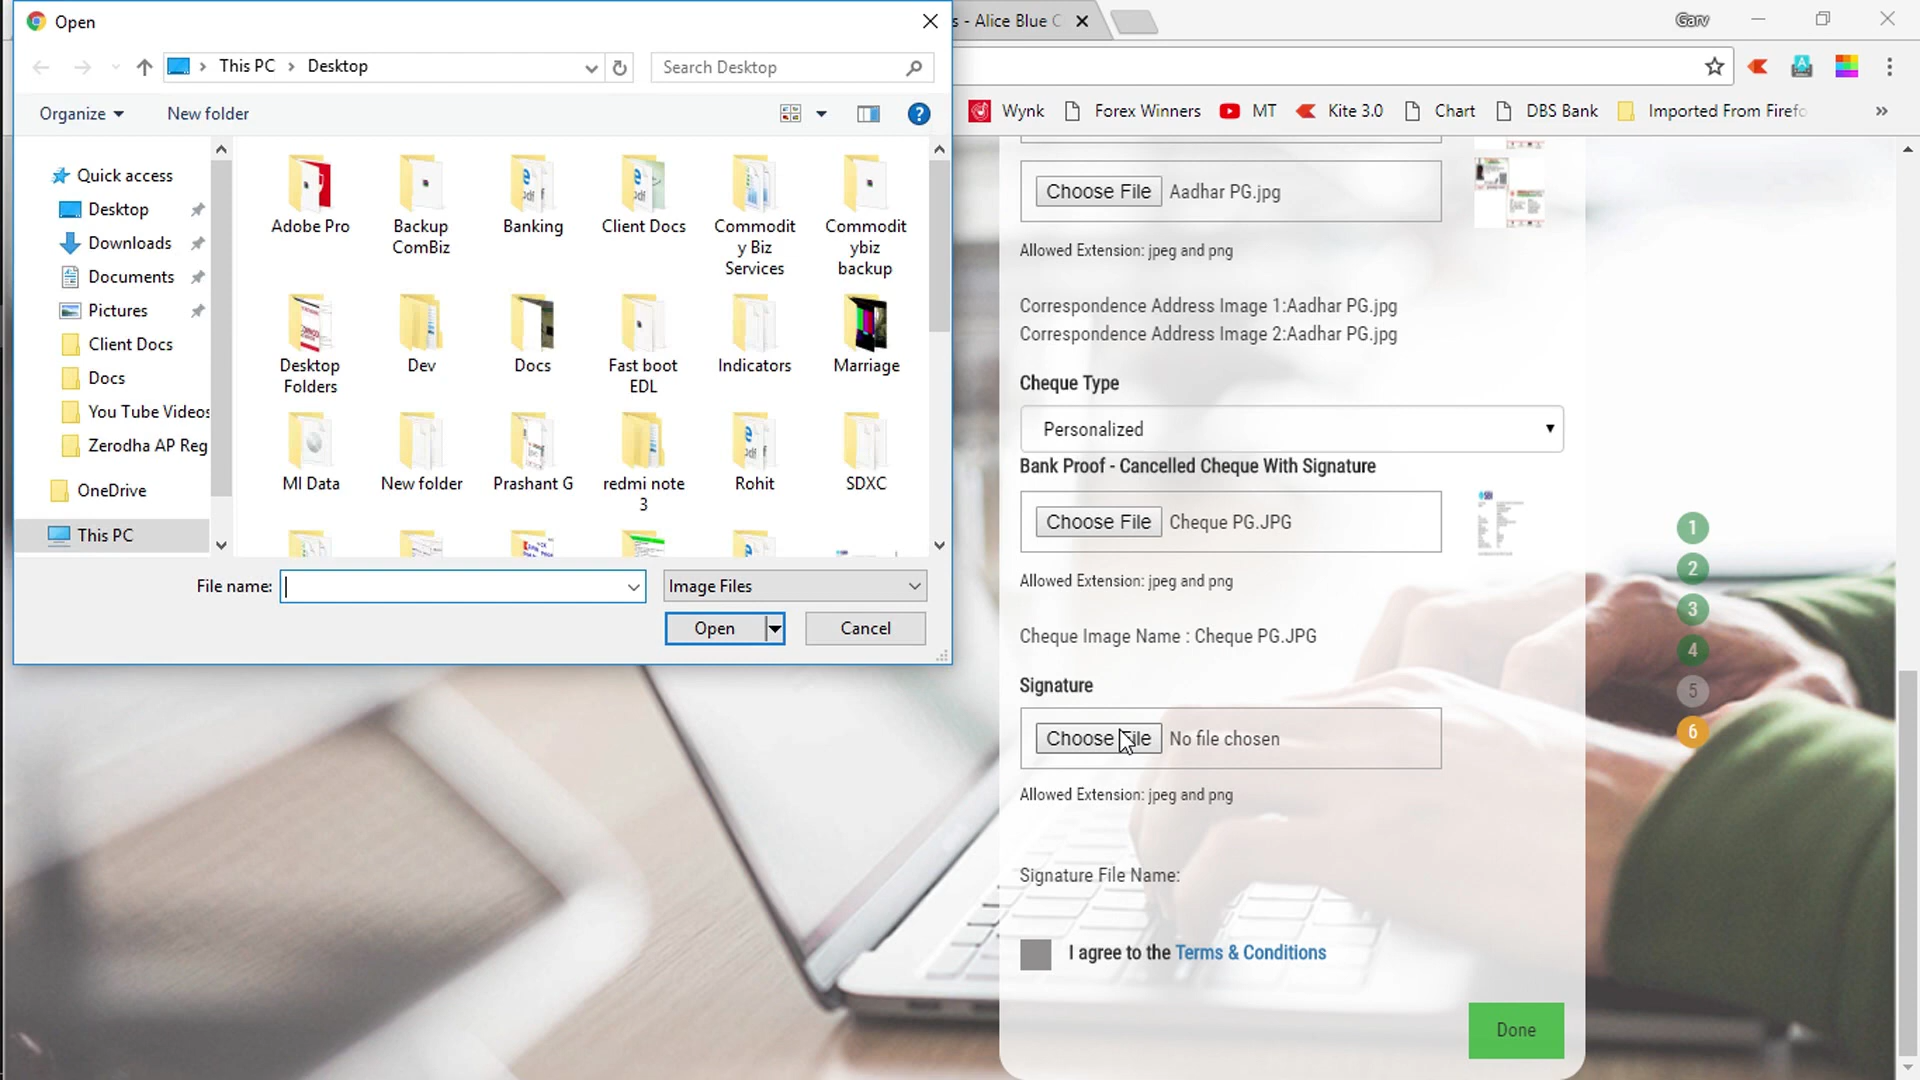 Open
This PC > Desktop
Search Desktop
Organize
New folder
Quick access
Desktop
Downloads
Documents
Pictures
Client Docs
Docs
You Tube Videos
Zerodha AP Reg
OneDrive
This PC
Adobe Pro
Backup
ComBiz
Banking
Client Docs
Commodit
y Biz
Services
Commodit
ybiz
backup
Desktop
Folders
Dev
Docs
Fast boot
EDL
Indicators
Marriage
MI Data
New folder
Prashant G
redmi note
3
Rohit
SDXC
File name:
Image Files
Open
Cancel
s - Alice Blue C
Garv
Wynk
Forex Winners
MT
Kite 3.0
Chart
DBS Bank
Imported From Firefo
»
Choose File Aadhar PG.jpg
Allowed Extension: jpeg and png
Correspondence Address Image 1:Aadhar PG.jpg
Correspondence Address Image 2:Aadhar PG.jpg
Cheque Type
Personalized
Bank Proof - Cancelled Cheque With Signature
Choose File Cheque PG.JPG
Allowed Extension: jpeg and png
Cheque Image Name : Cheque PG.JPG
Signature
Choose File No file chosen
Allowed Extension: jpeg and png
Signature File Name:
I agree to the Terms & Conditions
Done
1
2
3
4
5
6